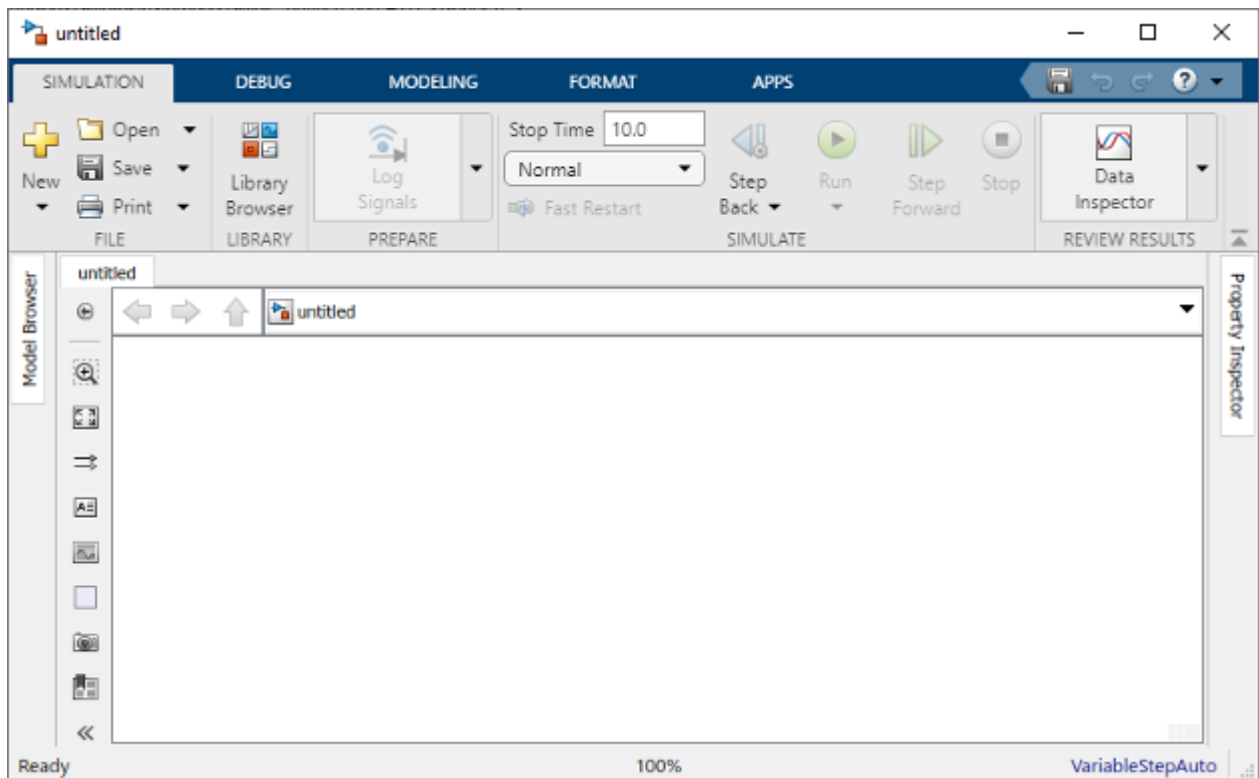 untitled
SIMULATION DEBUG MODELING FORMAT APPS
New
Open
Save
Print
FILE
Library
Browser
LIBRARY
Log
Signals
PREPARE
Stop Time 10.0
Normal
Fast Restart
Step
Back
Run
Step
Forward
Stop
SIMULATE
Data
Inspector
REVIEW RESULTS
Model Browser
untitled
untitled
Property Inspector
Ready 100% VariableStepAuto